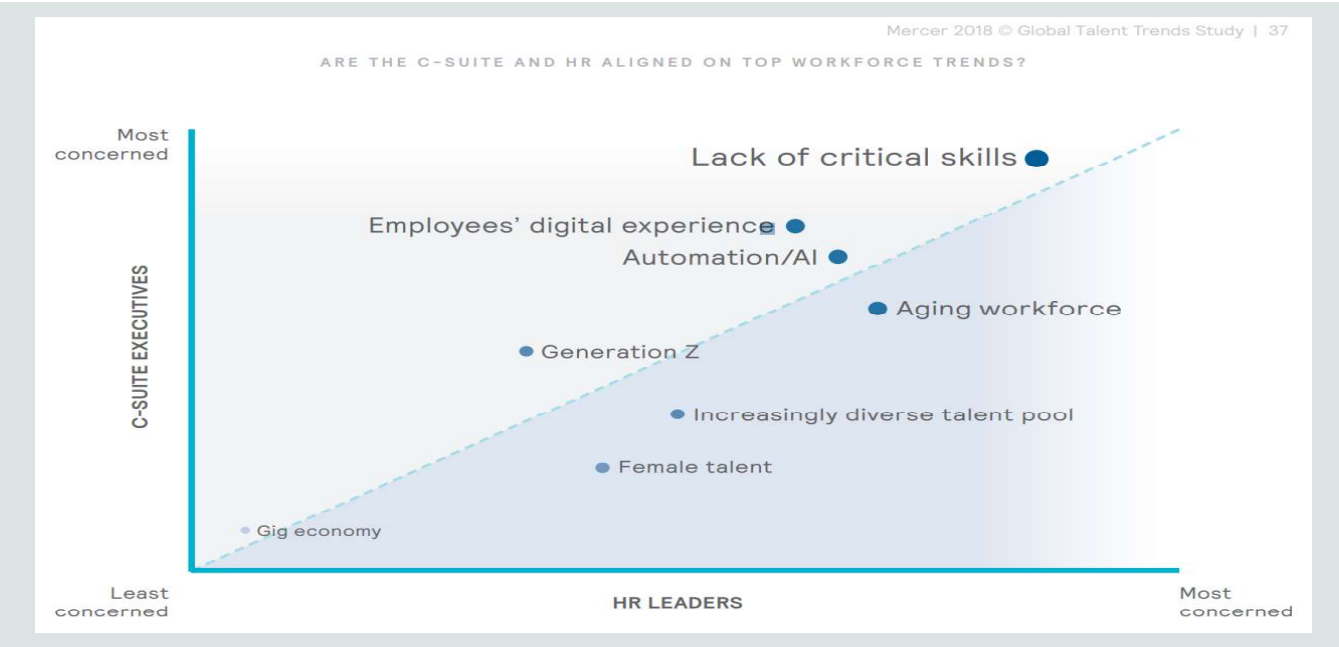 Mercer 2018 © Global Talent Trends Study | 37
ARE THE C-SUITE AND HR ALIGNED ON TOP WORKFORCE TRENDS?
Most
concerned
Lack of critical skills
Employees’ digital experience
Automation/AI
Aging workforce
C-SUITE EXECUTIVES
Generation Z
Increasingly diverse talent pool
Female talent
Gig economy
Least
concerned
HR LEADERS
Most
concerned